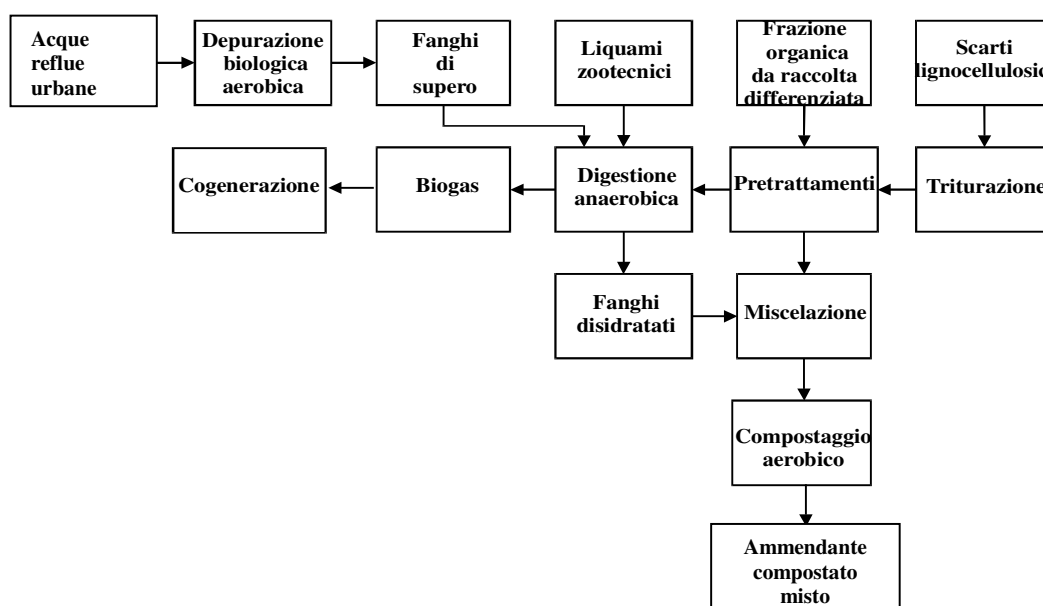 Acque
reflue
urbane
Depurazione
biologica
aerobica
Fanghi
di
supero
Liquami
zootecnici
Frazione
organica
da raccolta
differenziata
Scarti
lignocellulosic
Cogenerazione
Biogas
Digestione
anaerobica
Pretrattamenti
Triturazione
Fanghi
disidratati
Miscelazione
Compostaggio
aerobico
Ammendante
compostato
misto